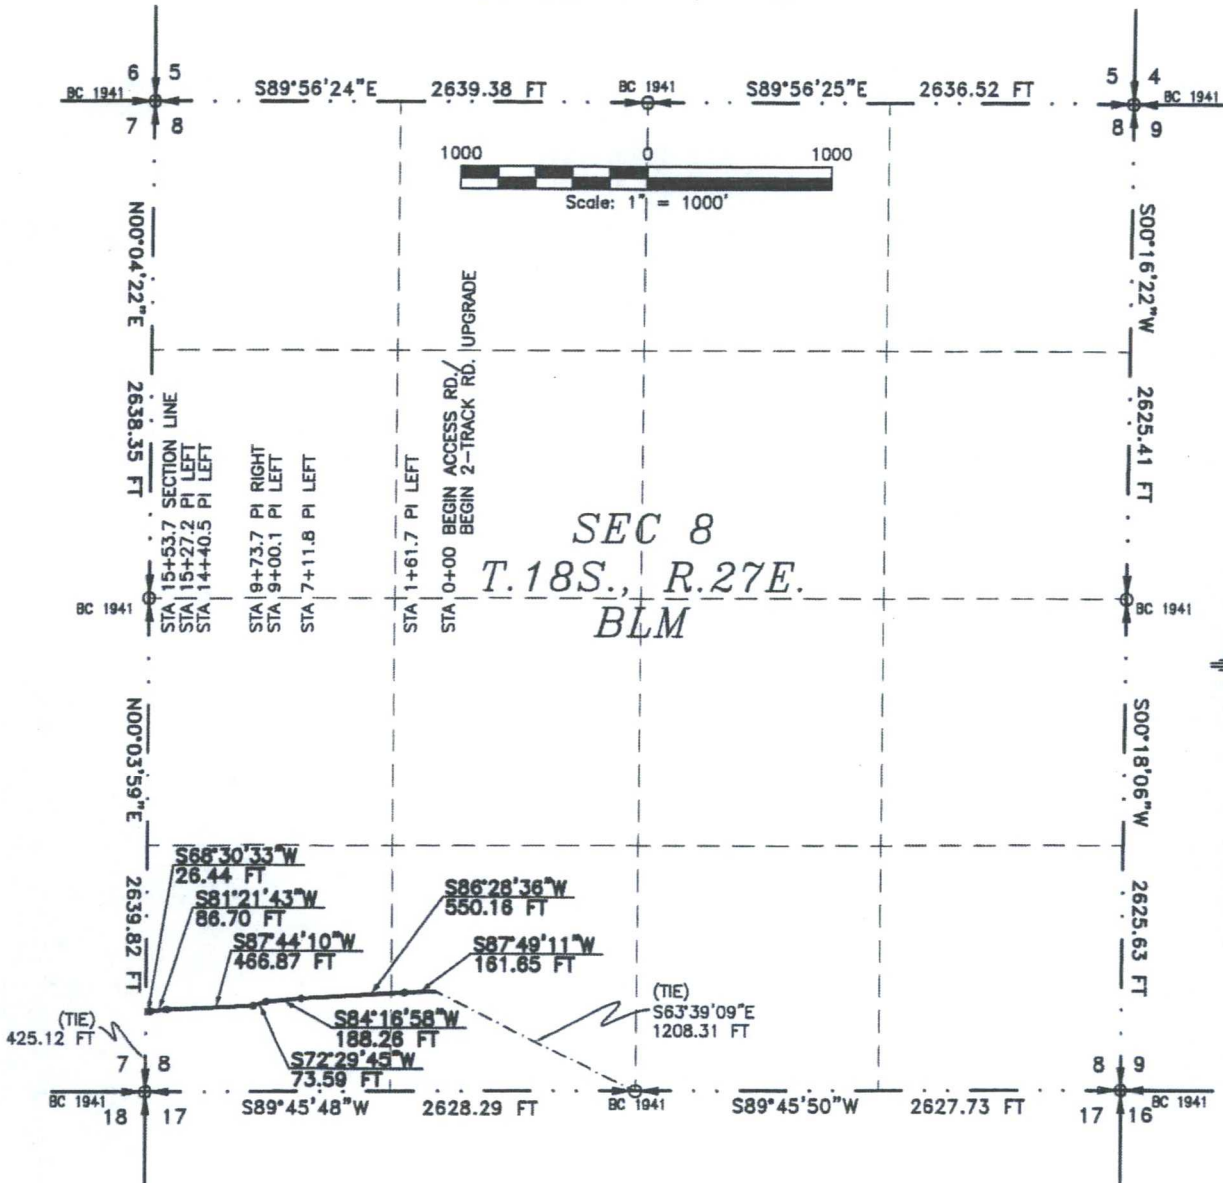 6 5
7 8
BC 1941
S89°56'24"E 2639.38 FT
BC 1941
S89°56'25"E 2636.52 FT
5 4
8 9
BC 1941
1000 0 1000
Scale: 1" = 1000'
N00°04'22"E 2638.35 FT
S00°16'22"W 2625.41 FT
STA 15+53.7 SECTION LINE
STA 15+27.2 PI LEFT
STA 14+40.5 PI LEFT
STA 9+73.7 PI RIGHT
STA 9+00.1 PI LEFT
STA 7+11.8 PI LEFT
STA 1+61.7 PI LEFT
STA 0+00 BEGIN ACCESS RD./
BEGIN 2-TRACK RD. UPGRADE
SEC 8
T.18S., R.27E.
BLM
BC 1941
BC 1941
N00°03'59"E 2639.82 FT
S00°18'06"W 2625.63 FT
S68°30'33"W
26.44 FT
S81°21'43"W
86.70 FT
S87°44'10"W
466.87 FT
S86°28'36"W
550.16 FT
S87°49'11"W
161.65 FT
S84°16'58"W
188.26 FT
S72°29'45"W
73.59 FT
(TIE)
S63°39'09"E
1208.31 FT
(TIE)
425.12 FT
7 8
18 17
BC 1941
S89°45'48"W 2628.29 FT
BC 1941
S89°45'50"W 2627.73 FT
8 9
17 16
BC 1941